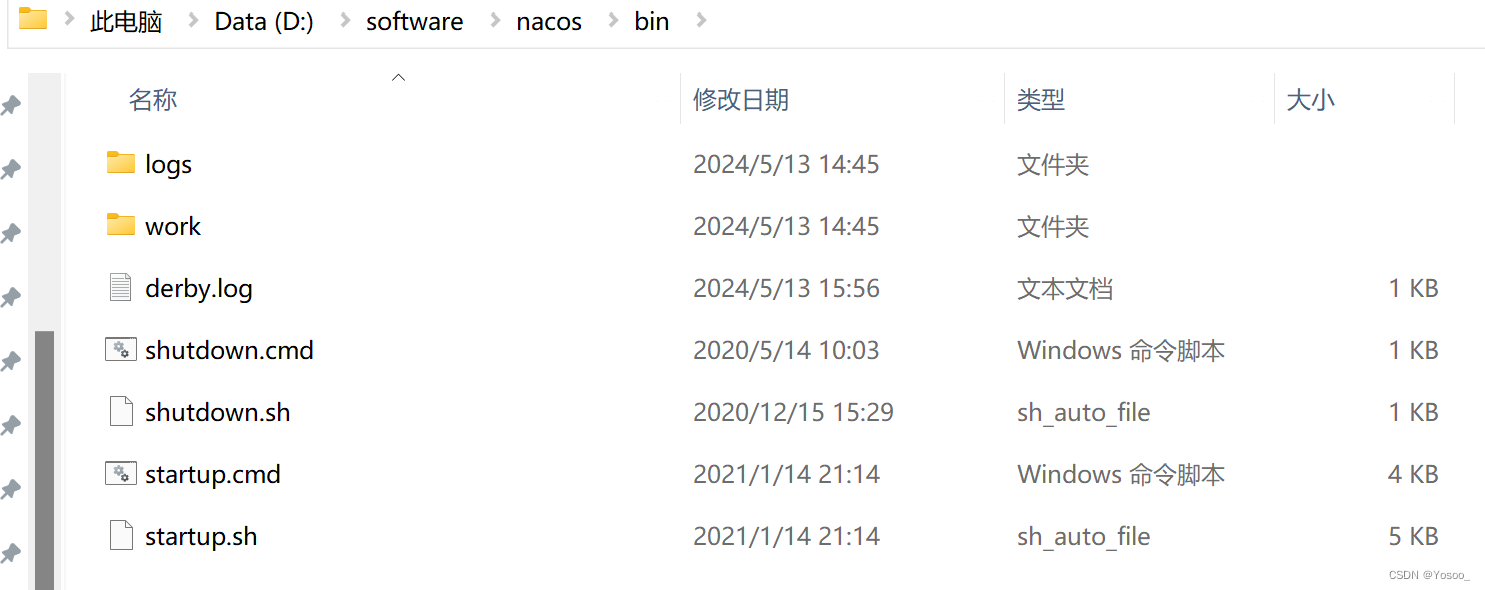 此电脑 Data (D:) software nacos bin
名称 修改日期 类型 大小
logs 2024/5/13 14:45 文件夹
work 2024/5/13 14:45 文件夹
derby.log 2024/5/13 15:56 文本文档 1 KB
shutdown.cmd 2020/5/14 10:03 Windows 命令脚本 1 KB
shutdown.sh 2020/12/15 15:29 sh_auto_file 1 KB
startup.cmd 2021/1/14 21:14 Windows 命令脚本 4 KB
startup.sh 2021/1/14 21:14 sh_auto_file 5 KB
CSDN @Yosoo_